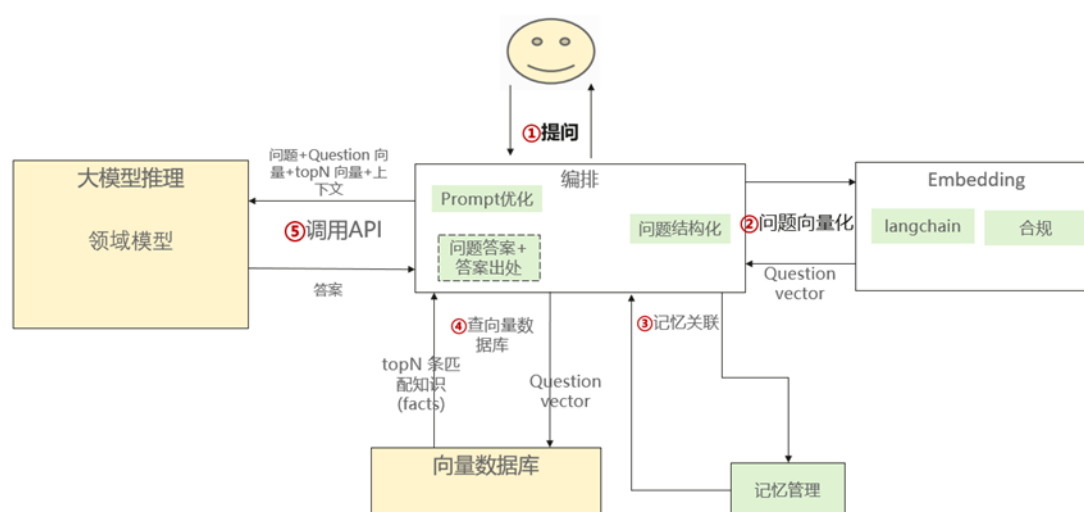 ①提问
问题+Question 向
量+topN 向量+上
下文
大模型推理
领域模型
⑤调用API
答案
编排
Prompt优化
问题结构化
问题答案+
答案出处
②问题向量化
Embedding
langchain
合规
Question
vector
④查向量数
据库
③记忆关联
topN 条匹
配知识
(facts)
Question
vector
向量数据库
记忆管理